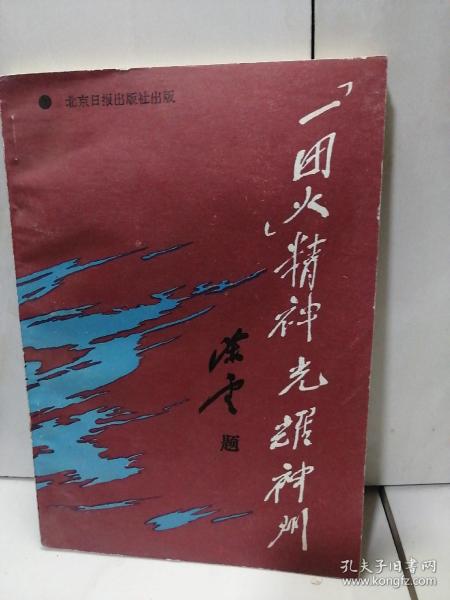 北京日报出版社出版
「一团火」精神光耀神州
陈云
题
孔夫子旧书网
www.kongfz.com